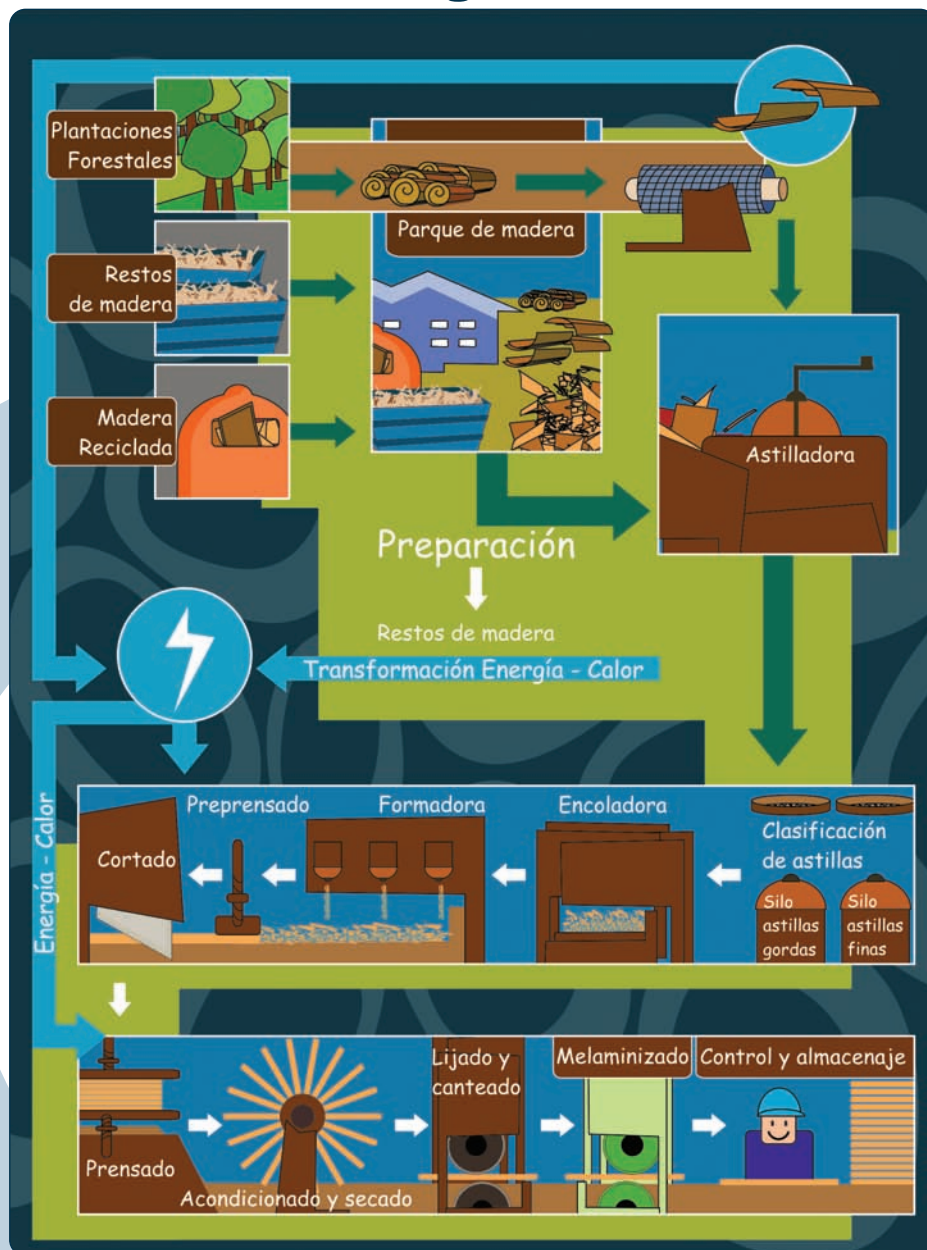 Plantaciones
Forestales
Parque de madera
Restos
de madera
Madera
Reciclada
Astilladora
Preparación
Restos de madera
Transformación Energía - Calor
Energía - Calor
Preprensado
Formadora
Encoladora
Clasificación
de astillas
Cortado
Silo
astillas
gordas
Silo
astillas
finas
Lijado y
canteado
Melaminizado
Control y almacenaje
Prensado
Acondicionado y secado